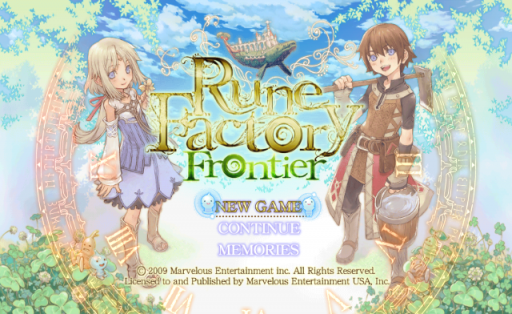 Rune
Factory
Frontier
NEW GAME
CONTINUE
MEMORIES
© 2009 Marvelous Entertainment inc. All Rights Reserved.
Licensed to and Published by Marvelous Entertainment USA, Inc.